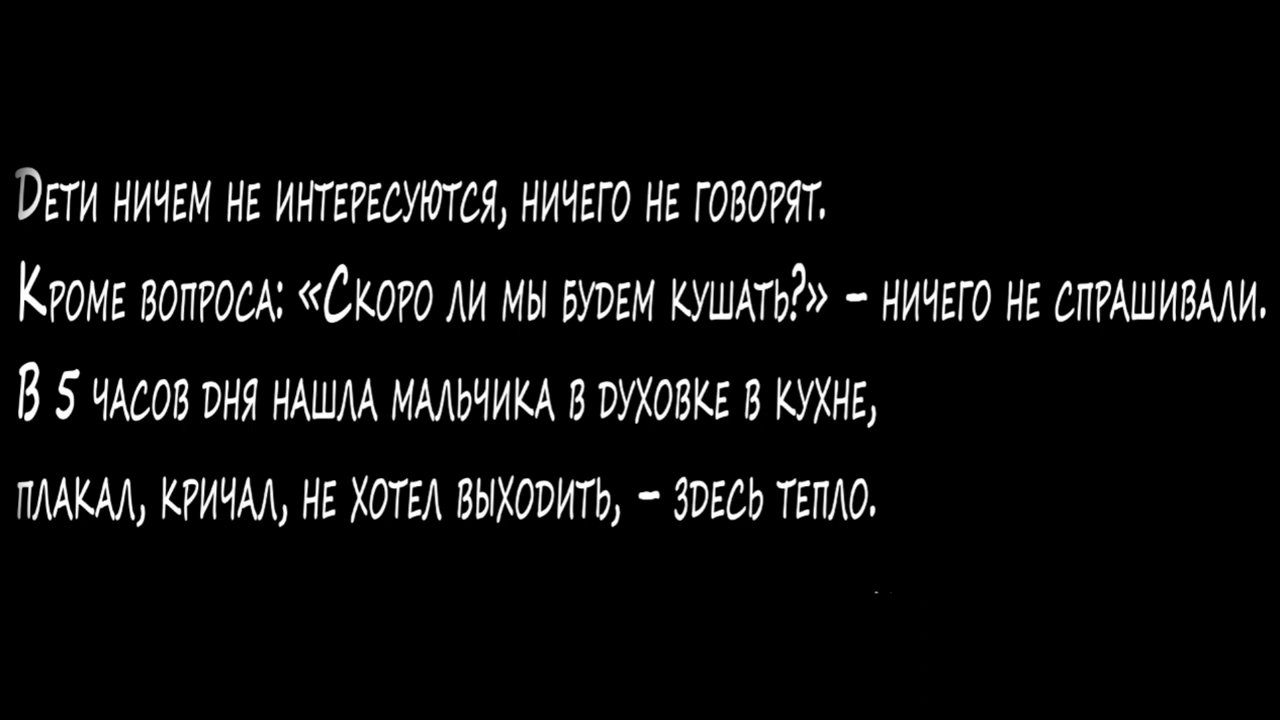 Дети ничем не интересуются, ничего не говорят.
Кроме вопроса: «Скоро ли мы будем кушать?» – ничего не спрашивали.
В 5 часов дня нашла мальчика в духовке в кухне,
плакал, кричал, не хотел выходить, – здесь тепло.